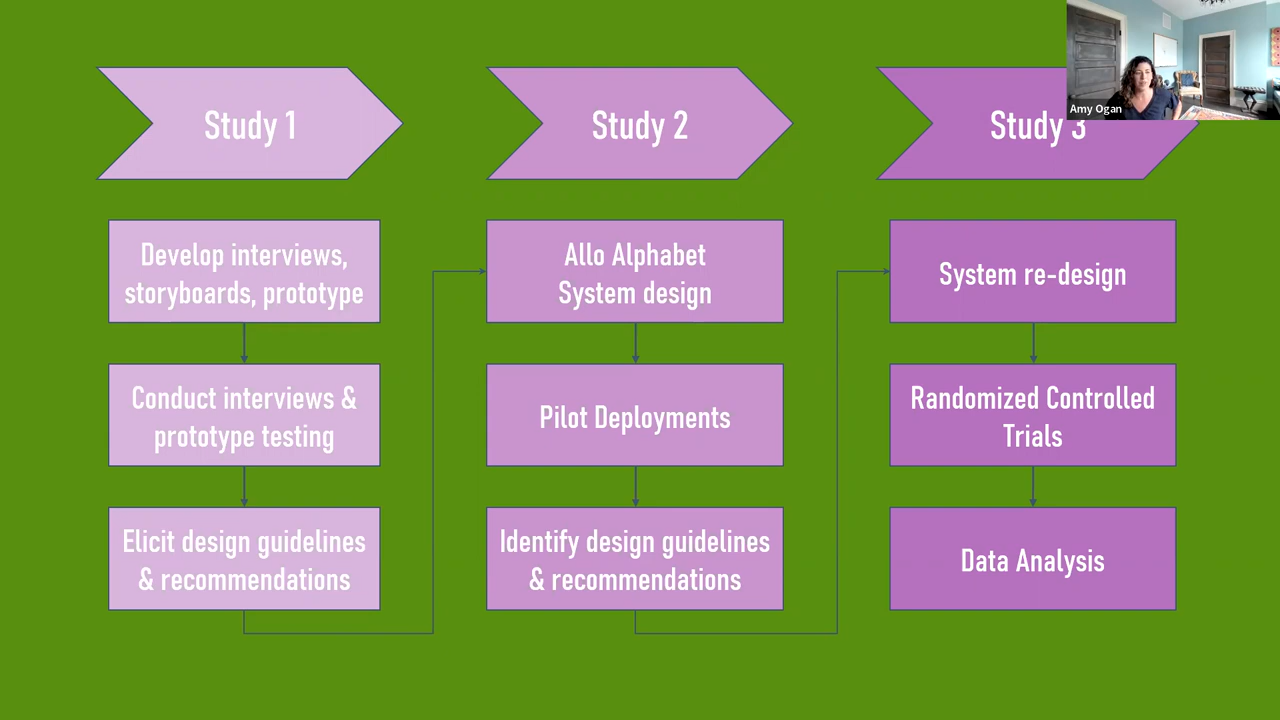 Amy Ogan
Study 1
Study 2
Study 3
Develop interviews,
storyboards, prototype
Conduct interviews &
prototype testing
Elicit design guidelines
& recommendations
Allo Alphabet
System design
Pilot Deployments
Identify design guidelines
& recommendations
System re-design
Randomized Controlled
Trials
Data Analysis